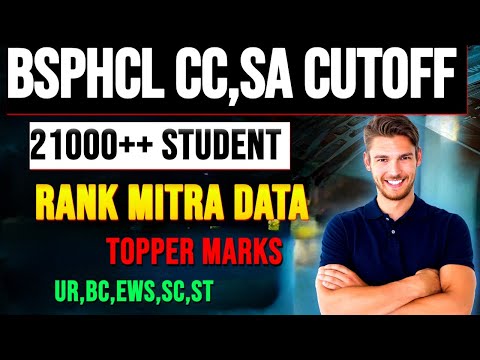 BSPHCL CC,SA CUTOFF
21000++ STUDENT
RANK MITRA DATA
TOPPER MARKS
UR,BC,EWS,SC,ST